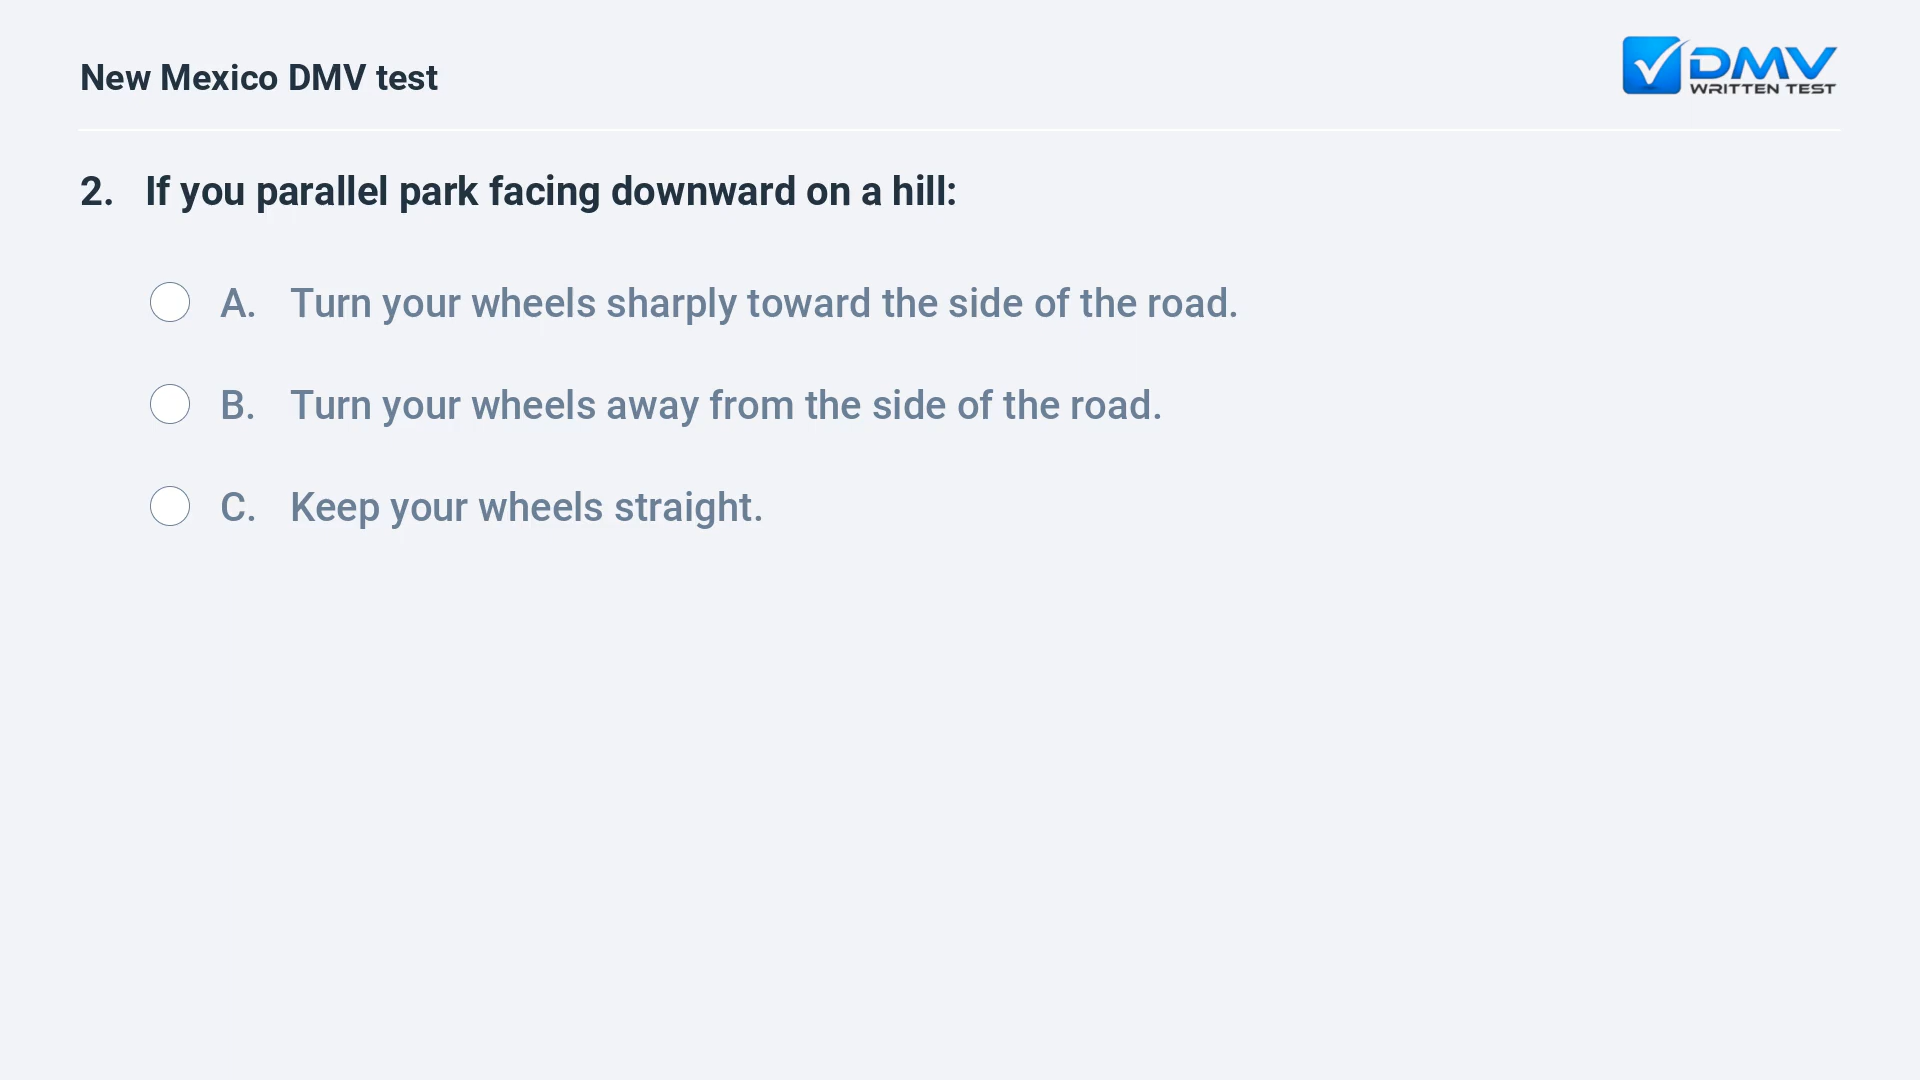 New Mexico DMV test
DMV
WRITTEN TEST
2. If you parallel park facing downward on a hill:
A. Turn your wheels sharply toward the side of the road.
B. Turn your wheels away from the side of the road.
C. Keep your wheels straight.